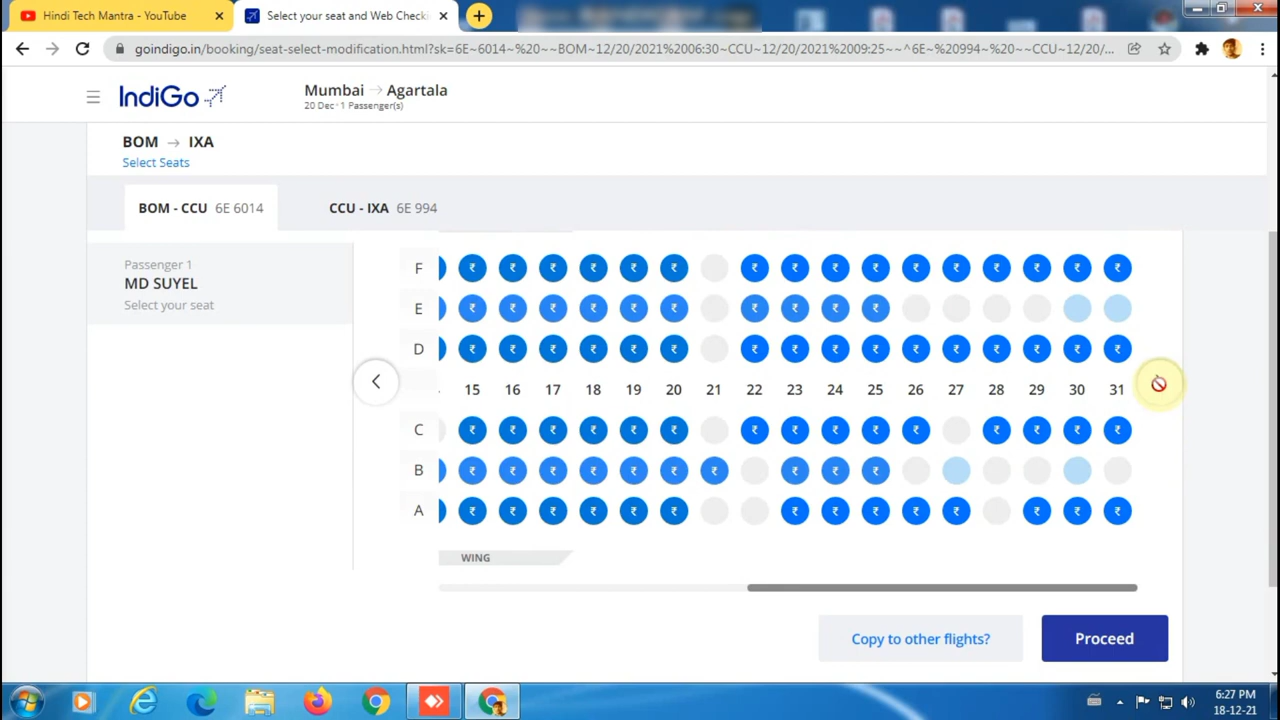 Hindi Tech Mantra - YouTube
Select your seat and Web Checki
goindigo.in/booking/seat-select-modification.html?sk=6E~6014~%20~~BOM~12/20/2021%2006:30~CCU~12/20/2021%2009:25~~^6E~%20994~%20~~CCU~12/20/...
IndiGo
Mumbai → Agartala
20 Dec · 1 Passenger(s)
BOM → IXA
Select Seats
BOM - CCU 6E 6014
CCU - IXA 6E 994
Passenger 1
MD SUYEL
Select your seat
F ₹ ₹ ₹ ₹ ₹ ₹ ₹ ₹ ₹ ₹ ₹ ₹ ₹ ₹ ₹ ₹
E ₹ ₹ ₹ ₹ ₹ ₹ ₹ ₹ ₹ ₹
D ₹ ₹ ₹ ₹ ₹ ₹ ₹ ₹ ₹ ₹ ₹ ₹ ₹ ₹ ₹ ₹
15 16 17 18 19 20 21 22 23 24 25 26 27 28 29 30 31
C ₹ ₹ ₹ ₹ ₹ ₹ ₹ ₹ ₹ ₹ ₹ ₹ ₹ ₹ ₹
B ₹ ₹ ₹ ₹ ₹ ₹ ₹ ₹ ₹ ₹
A ₹ ₹ ₹ ₹ ₹ ₹ ₹ ₹ ₹ ₹ ₹ ₹ ₹ ₹
WING
Copy to other flights?
Proceed
6:27 PM
18-12-21